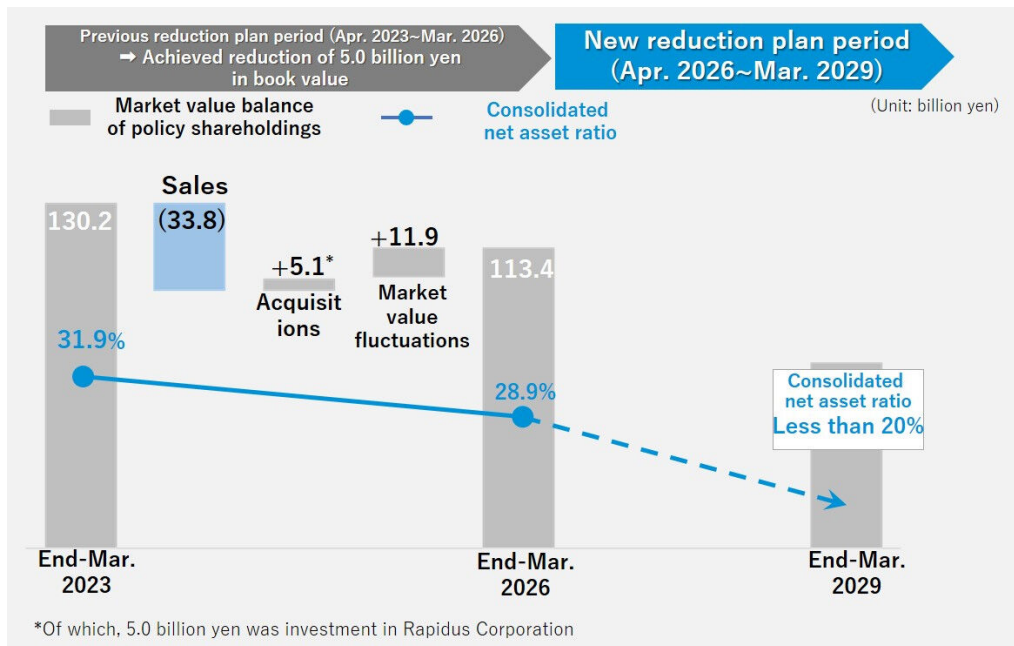 Previous reduction plan period (Apr. 2023~Mar. 2026)
➡ Achieved reduction of 5.0 billion yen
in book value
New reduction plan period
(Apr. 2026~Mar. 2029)
(Unit: billion yen)
Market value balance
of policy shareholdings
Consolidated
net asset ratio
Sales
130.2
(33.8)
+5.1*
Acquisit
ions
+11.9
Market
value
fluctuations
113.4
31.9%
28.9%
Consolidated
net asset ratio
Less than 20%
End-Mar.
2023
End-Mar.
2026
End-Mar.
2029
*Of which, 5.0 billion yen was investment in Rapidus Corporation